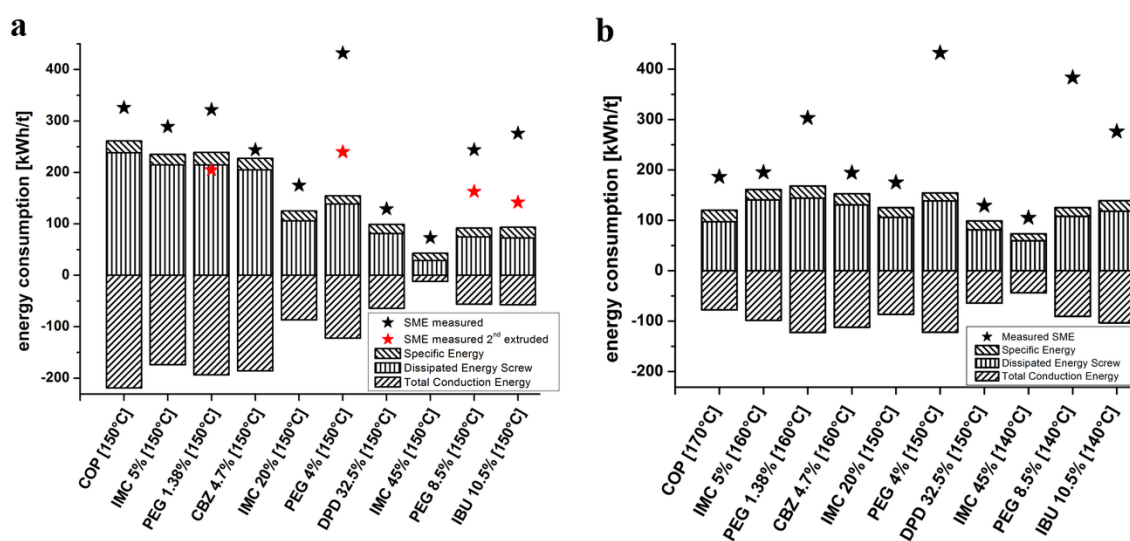 a
energy consumption [kWh/t]
400
300
200
100
0
-100
-200
SME measured
SME measured 2nd extruded
Specific Energy
Dissipated Energy Screw
Total Conduction Energy
COP [150°C]
IMC 5% [150°C]
PEG 1.38% [150°C]
CBZ 4.7% [150°C]
IMC 20% [150°C]
PEG 4% [150°C]
DPD 32.5% [150°C]
IMC 45% [150°C]
PEG 8.5% [150°C]
IBU 10.5% [150°C]
b
energy consumption [kWh/t]
400
300
200
100
0
-100
-200
Measured SME
Specific Energy
Dissipated Energy Screw
Total Conduction Energy
COP [170°C]
IMC 5% [160°C]
PEG 1.38% [160°C]
CBZ 4.7% [160°C]
IMC 20% [150°C]
PEG 4% [150°C]
DPD 32.5% [150°C]
IMC 45% [140°C]
PEG 8.5% [140°C]
IBU 10.5% [140°C]